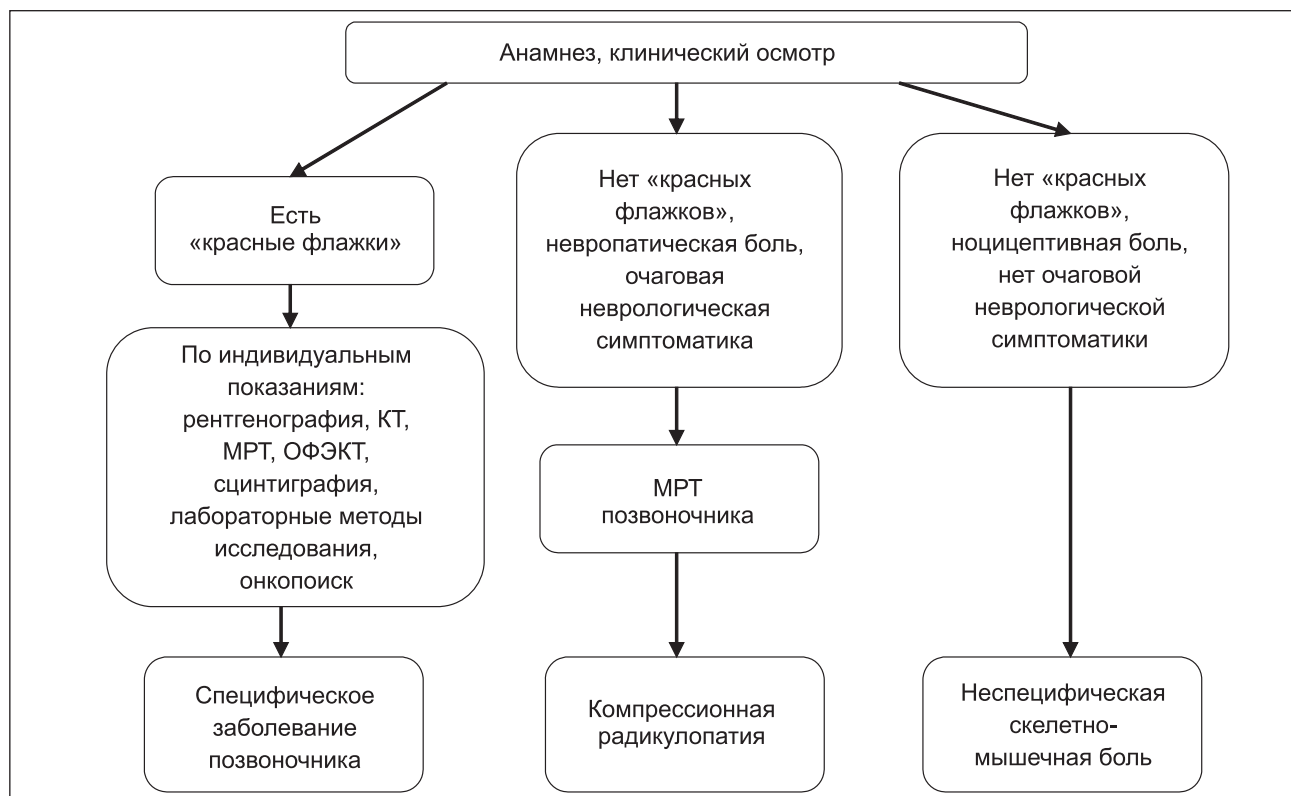 Анамнез, клинический осмотр
Есть
«красные флажки»
По индивидуальным
показаниям:
рентгенография, КТ,
МРТ, ОФЭКТ,
сцинтиграфия,
лабораторные методы
исследования,
онкопоиск
Специфическое
заболевание
позвоночника
Нет «красных
флажков»,
невропатическая боль,
очаговая
неврологическая
симптоматика
МРТ
позвоночника
Компрессионная
радикулопатия
Нет «красных
флажков»,
ноцицептивная боль,
нет очаговой
неврологической
симптоматики
Неспецифическая
скелетно-
мышечная боль